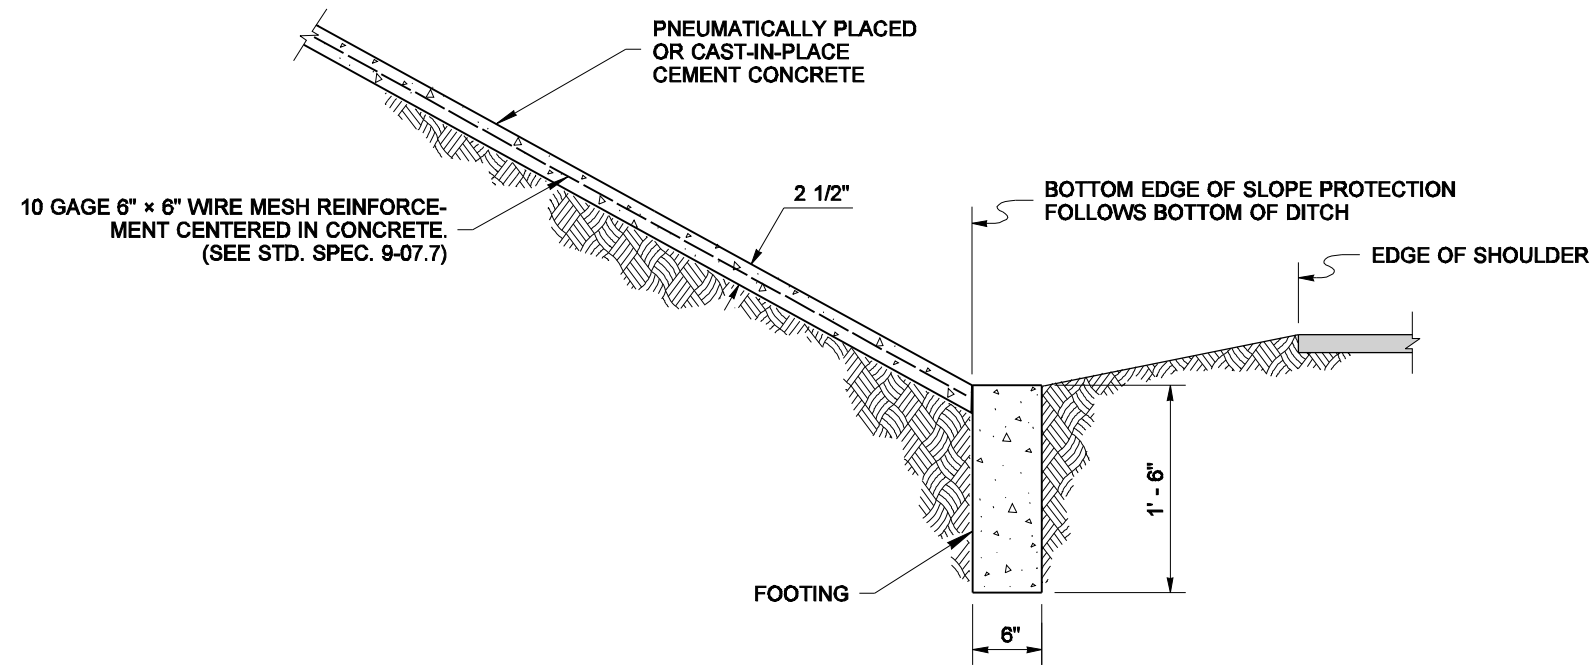 PNEUMATICALLY PLACED
OR CAST-IN-PLACE
CEMENT CONCRETE
10 GAGE 6" × 6" WIRE MESH REINFORCE-
MENT CENTERED IN CONCRETE.
(SEE STD. SPEC. 9-07.7)
2 1/2"
BOTTOM EDGE OF SLOPE PROTECTION
FOLLOWS BOTTOM OF DITCH
EDGE OF SHOULDER
1' - 6"
FOOTING
6"